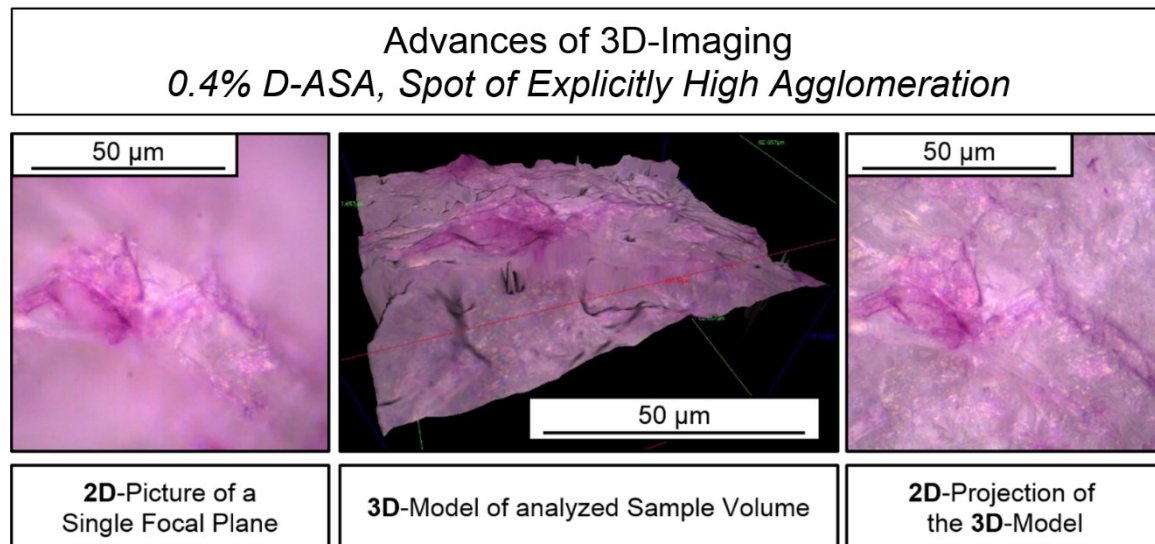 Advances of 3D-Imaging
0.4% D-ASA, Spot of Explicitly High Agglomeration
50 µm
50 µm
50 µm
2D-Picture of a
Single Focal Plane
3D-Model of analyzed Sample Volume
2D-Projection of
the 3D-Model